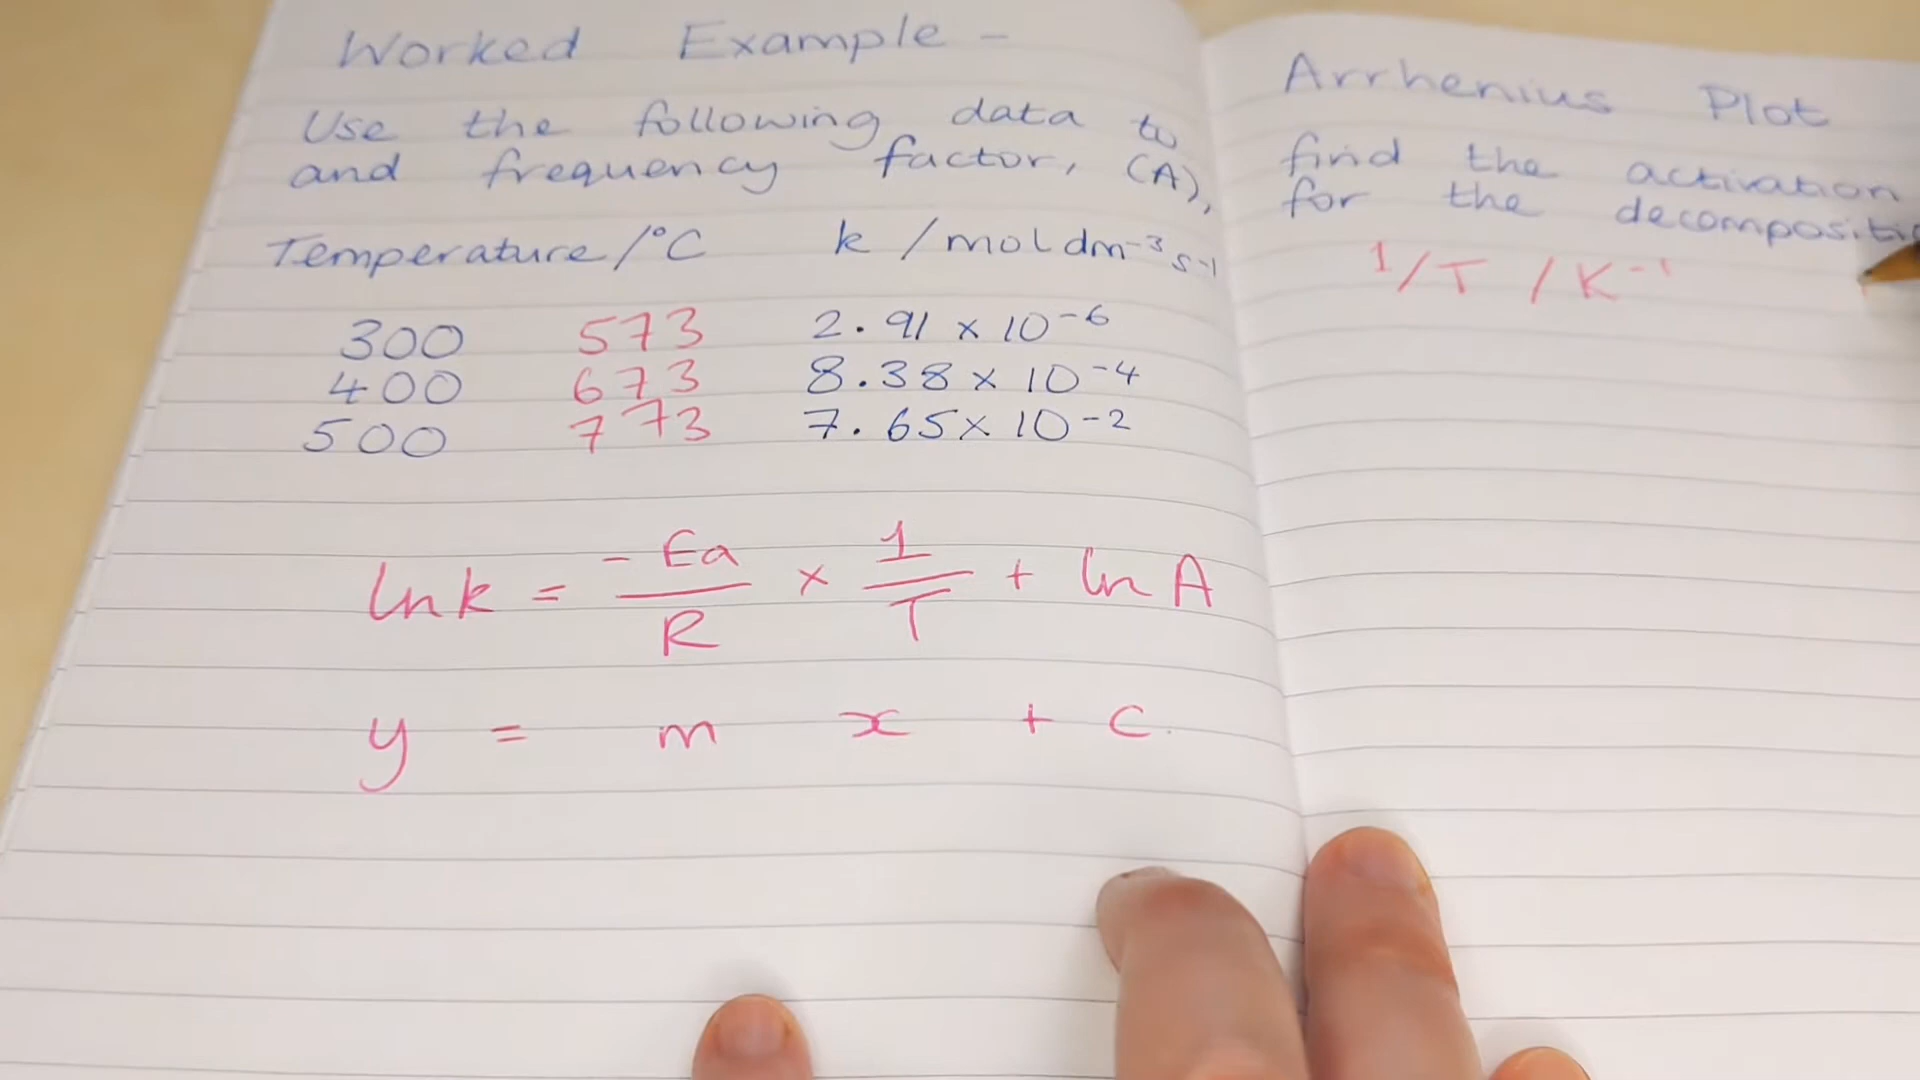 Worked Example - Arrhenius Plot
Use the following data to find the activation
and frequency factor, (A), for the
Temperature /°C k /mol dm-3 s-1 1/T / K-1
300 573 2.91 x 10-6
400 673 8.38 x 10-4
500 773 7.65 x 10-2
ln k = - Ea / R x 1 / T + ln A
y = m x + c